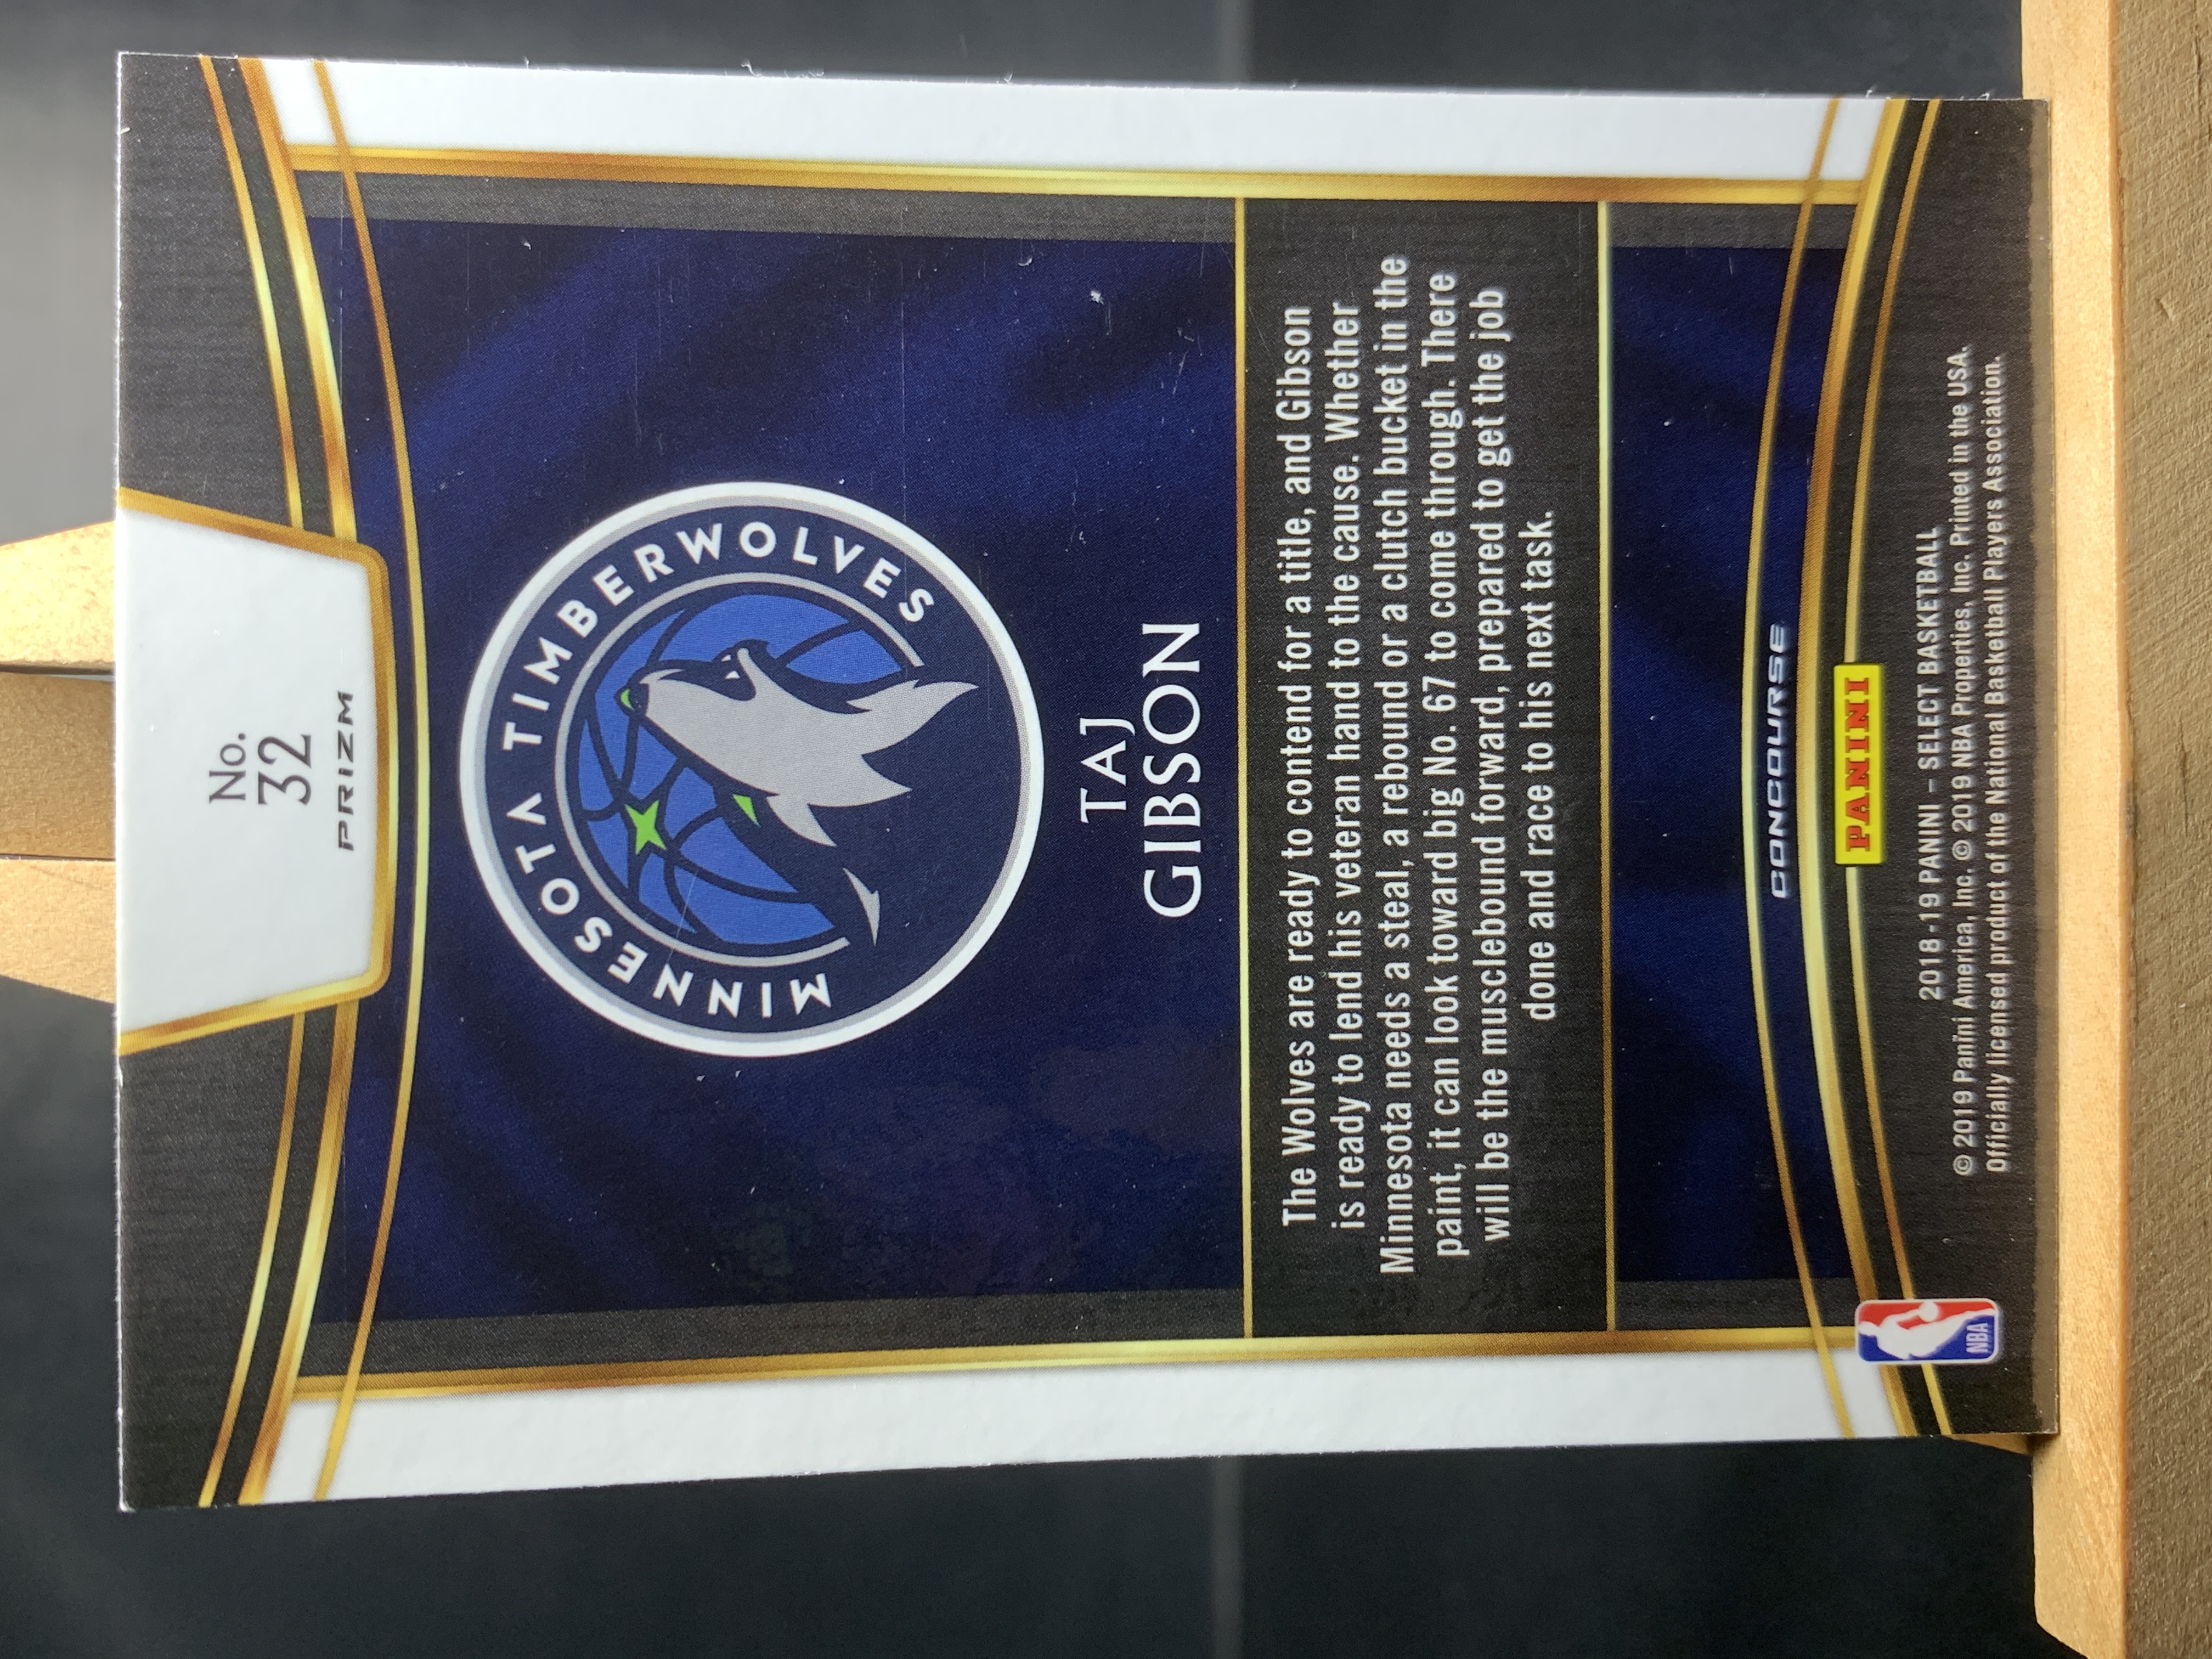 No.
32
PRIZM
MINNESOTA TIMBERWOLVES
TAJ
GIBSON
The Wolves are ready to contend for a title, and Gibson
is ready to lend his veteran hand to the cause. Whether
Minnesota needs a steal, a rebound or a clutch bucket in the
paint, it can look toward big No. 67 to come through. There
will be the musclebound forward, prepared to get the job
done and race to his next task.
CONCOURSE
PANINI
2018-19 PANINI – SELECT BASKETBALL
© 2019 Panini America, Inc. © 2019 NBA Properties, Inc. Printed in the USA.
Officially licensed product of the National Basketball Players Association.
NBA